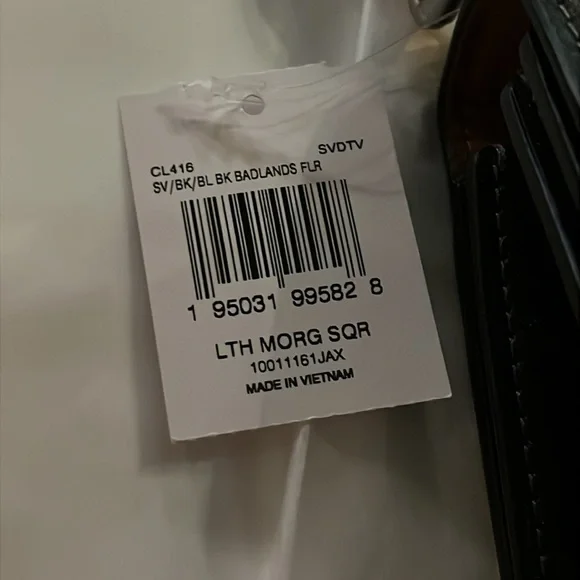 CL416 SVDTV
SV/BK/BL BK BADLANDS FLR
1 95031 99582 8
LTH MORG SQR
10011161JAX
MADE IN VIETNAM